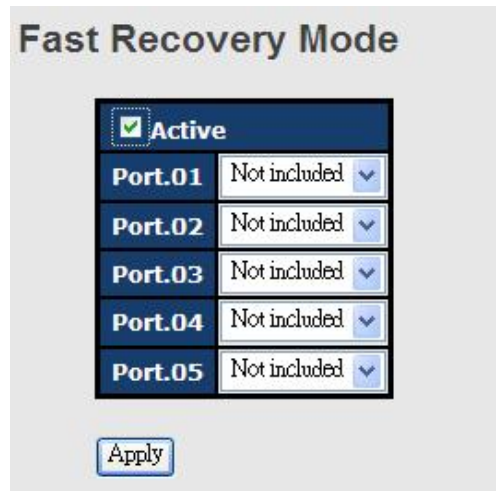 Fast Recovery Mode
Active
Port.01 Not included
Port.02 Not included
Port.03 Not included
Port.04 Not included
Port.05 Not included
Apply